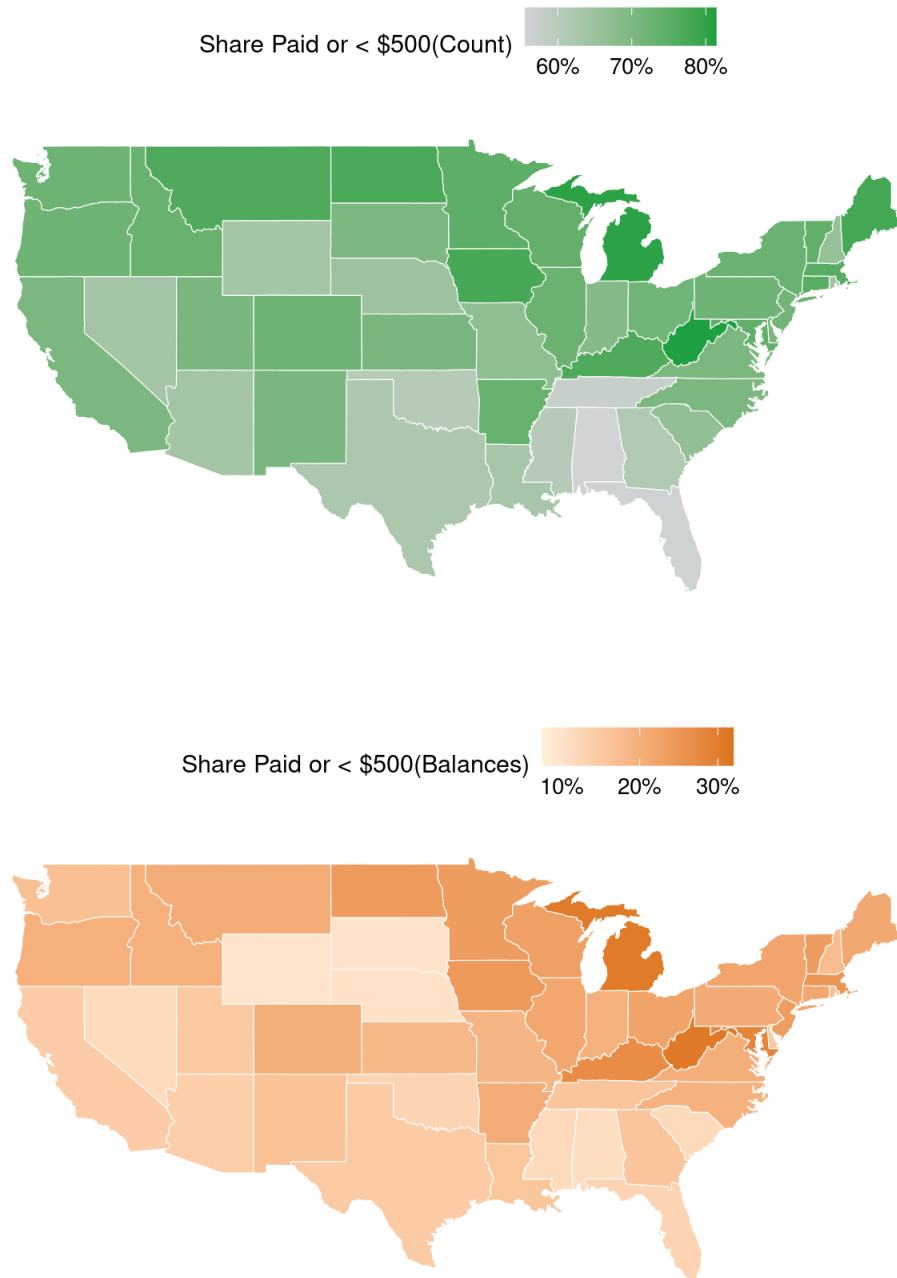 Share Paid or < $500(Count)
60% 70% 80%
Share Paid or < $500(Balances)
10% 20% 30%